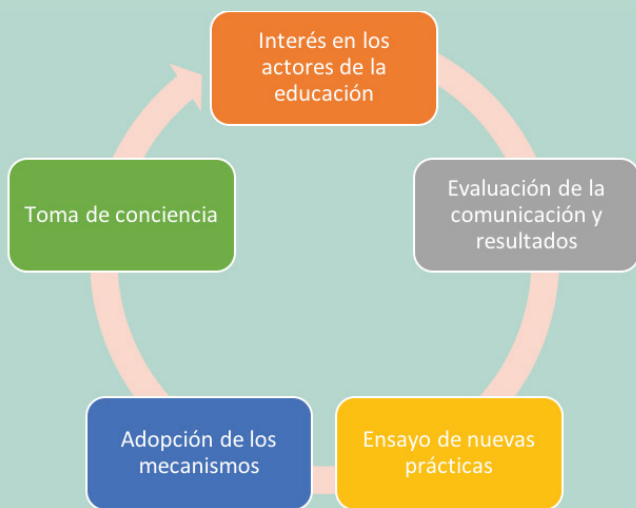 Interés en los
actores de la
educación
Evaluación de la
comunicación y
resultados
Ensayo de nuevas
prácticas
Adopción de los
mecanismos
Toma de conciencia